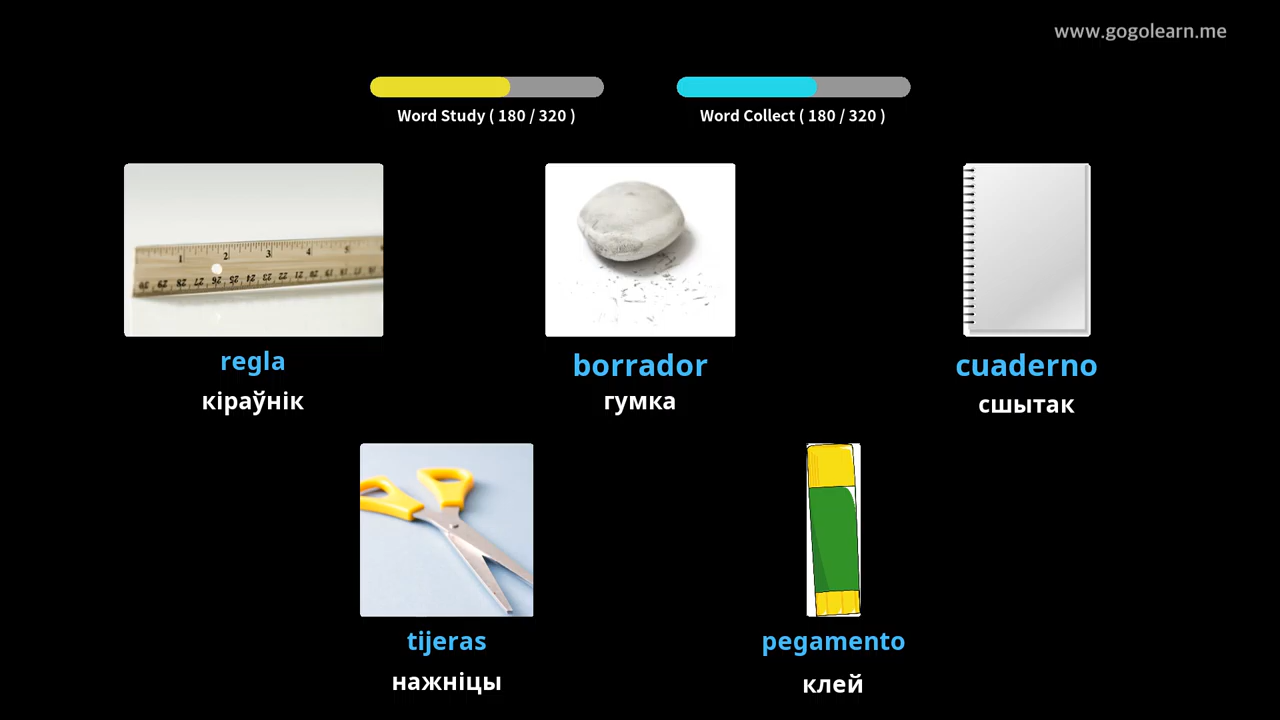 www.gogolearn.me
Word Study ( 180 / 320 )
Word Collect ( 180 / 320 )
regla
кіраўнік
borrador
гумка
cuaderno
сшытак
tijeras
нажніцы
pegamento
клей